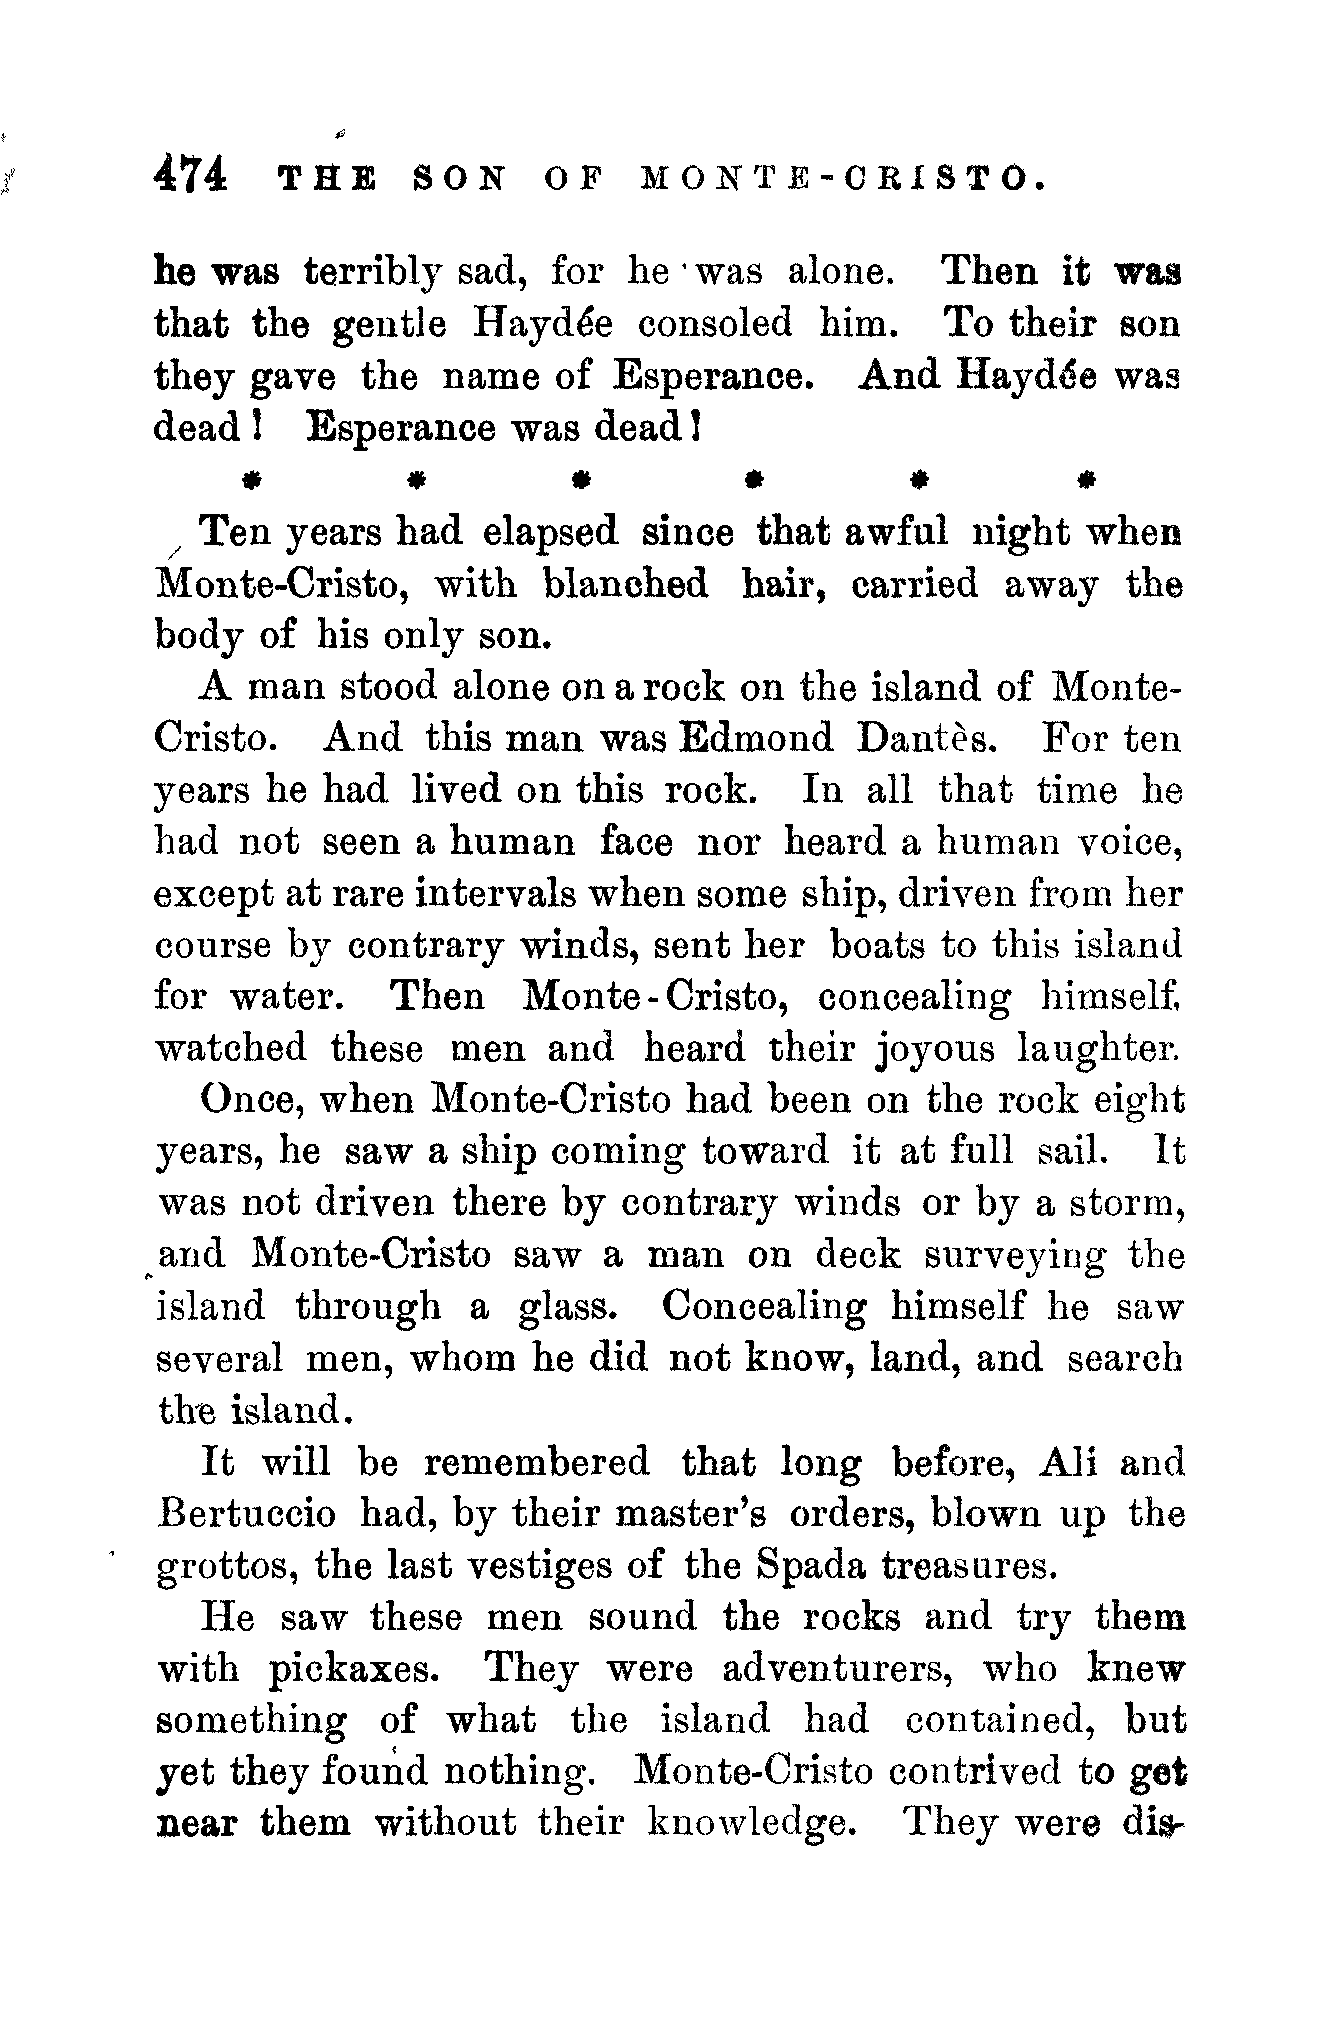 474 THE SON OF MONTE-CRISTO.
he was terribly sad, for he was alone. Then it was
that the gentle Haydée consoled him. To their son
they gave the name of Esperance. And Haydée was
dead! Esperance was dead!
* * * * * *
Ten years had elapsed since that awful night when
Monte-Cristo, with blanched hair, carried away the
body of his only son.
A man stood alone on a rock on the island of Monte-
Cristo. And this man was Edmond Dantès. For ten
years he had lived on this rock. In all that time he
had not seen a human face nor heard a human voice,
except at rare intervals when some ship, driven from her
course by contrary winds, sent her boats to this island
for water. Then Monte-Cristo, concealing himself,
watched these men and heard their joyous laughter.
Once, when Monte-Cristo had been on the rock eight
years, he saw a ship coming toward it at full sail. It
was not driven there by contrary winds or by a storm,
and Monte-Cristo saw a man on deck surveying the
island through a glass. Concealing himself he saw
several men, whom he did not know, land, and search
the island.
It will be remembered that long before, Ali and
Bertuccio had, by their master's orders, blown up the
grottos, the last vestiges of the Spada treasures.
He saw these men sound the rocks and try them
with pickaxes. They were adventurers, who knew
something of what the island had contained, but
yet they found nothing. Monte-Cristo contrived to get
near them without their knowledge. They were dis-